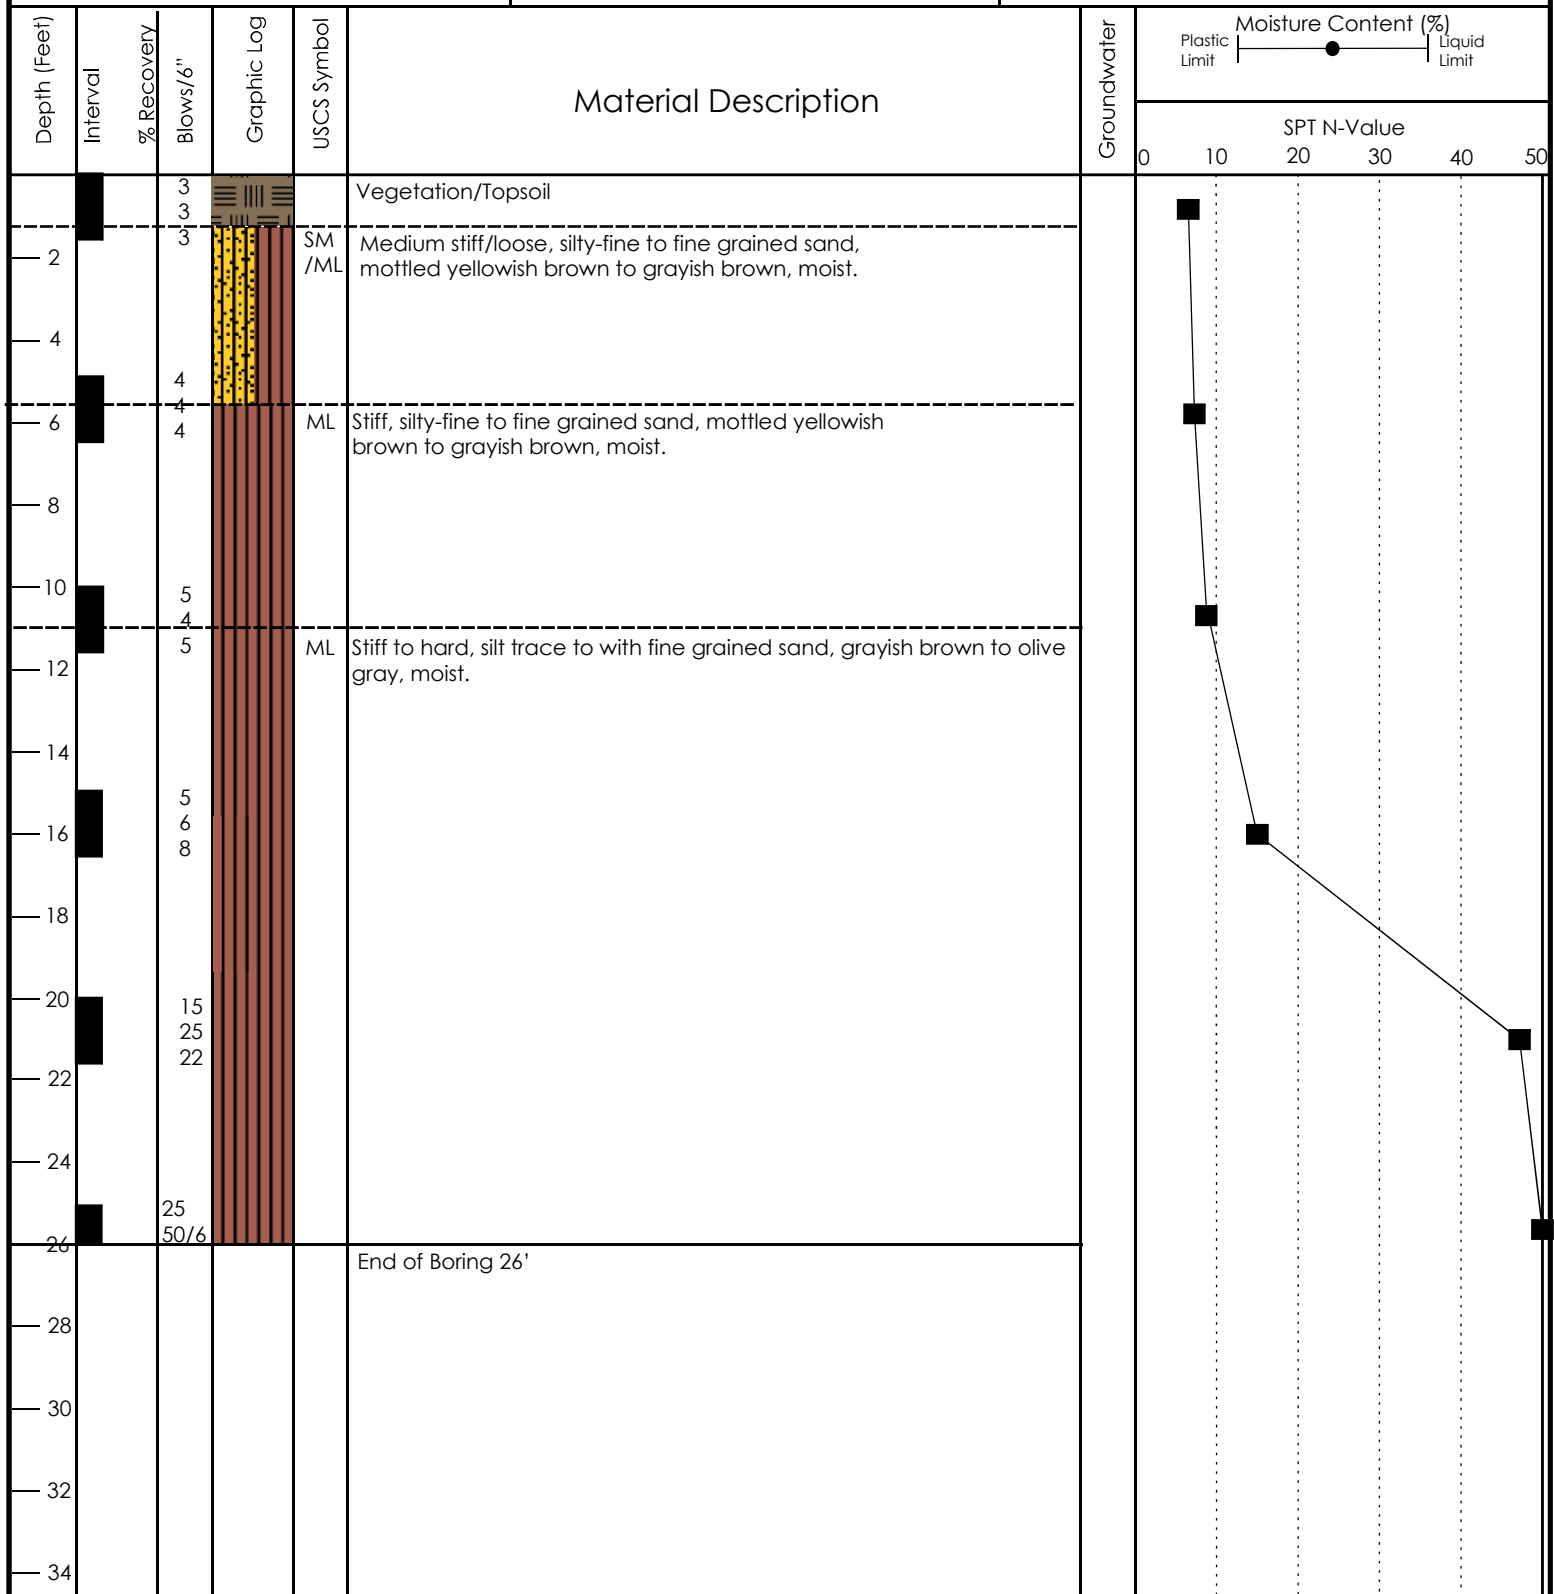 Depth (Feet)
Interval
% Recovery
Blows/6"
Graphic Log
USCS Symbol
Material Description
Groundwater
Moisture Content (%)
Plastic
Limit
Liquid
Limit
SPT N-Value
0 10 20 30 40 50
3
3
3
Vegetation/Topsoil
2
SM
/ML
Medium stiff/loose, silty-fine to fine grained sand,
mottled yellowish brown to grayish brown, moist.
4
4
4
4
6
ML
Stiff, silty-fine to fine grained sand, mottled yellowish
brown to grayish brown, moist.
8
10
5
4
5
ML
Stiff to hard, silt trace to with fine grained sand, grayish brown to olive
gray, moist.
12
14
5
6
8
16
18
20
15
25
22
22
24
25
50/6
26
End of Boring 26'
28
30
32
34